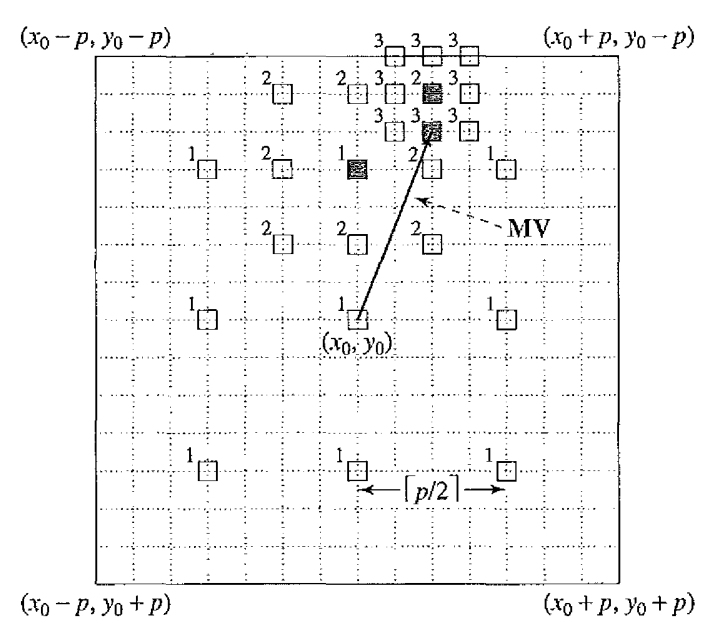 (x₀ − p, y₀ − p)
3 3 3
(x₀ + p, y₀ − p)
2 2 3 2 3
3 3
1 2 1 2 1
2 2 2
MV
1 1 1
(x₀, y₀)
1 1 1
⌈p/2⌉
(x₀ − p, y₀ + p)
(x₀ + p, y₀ + p)